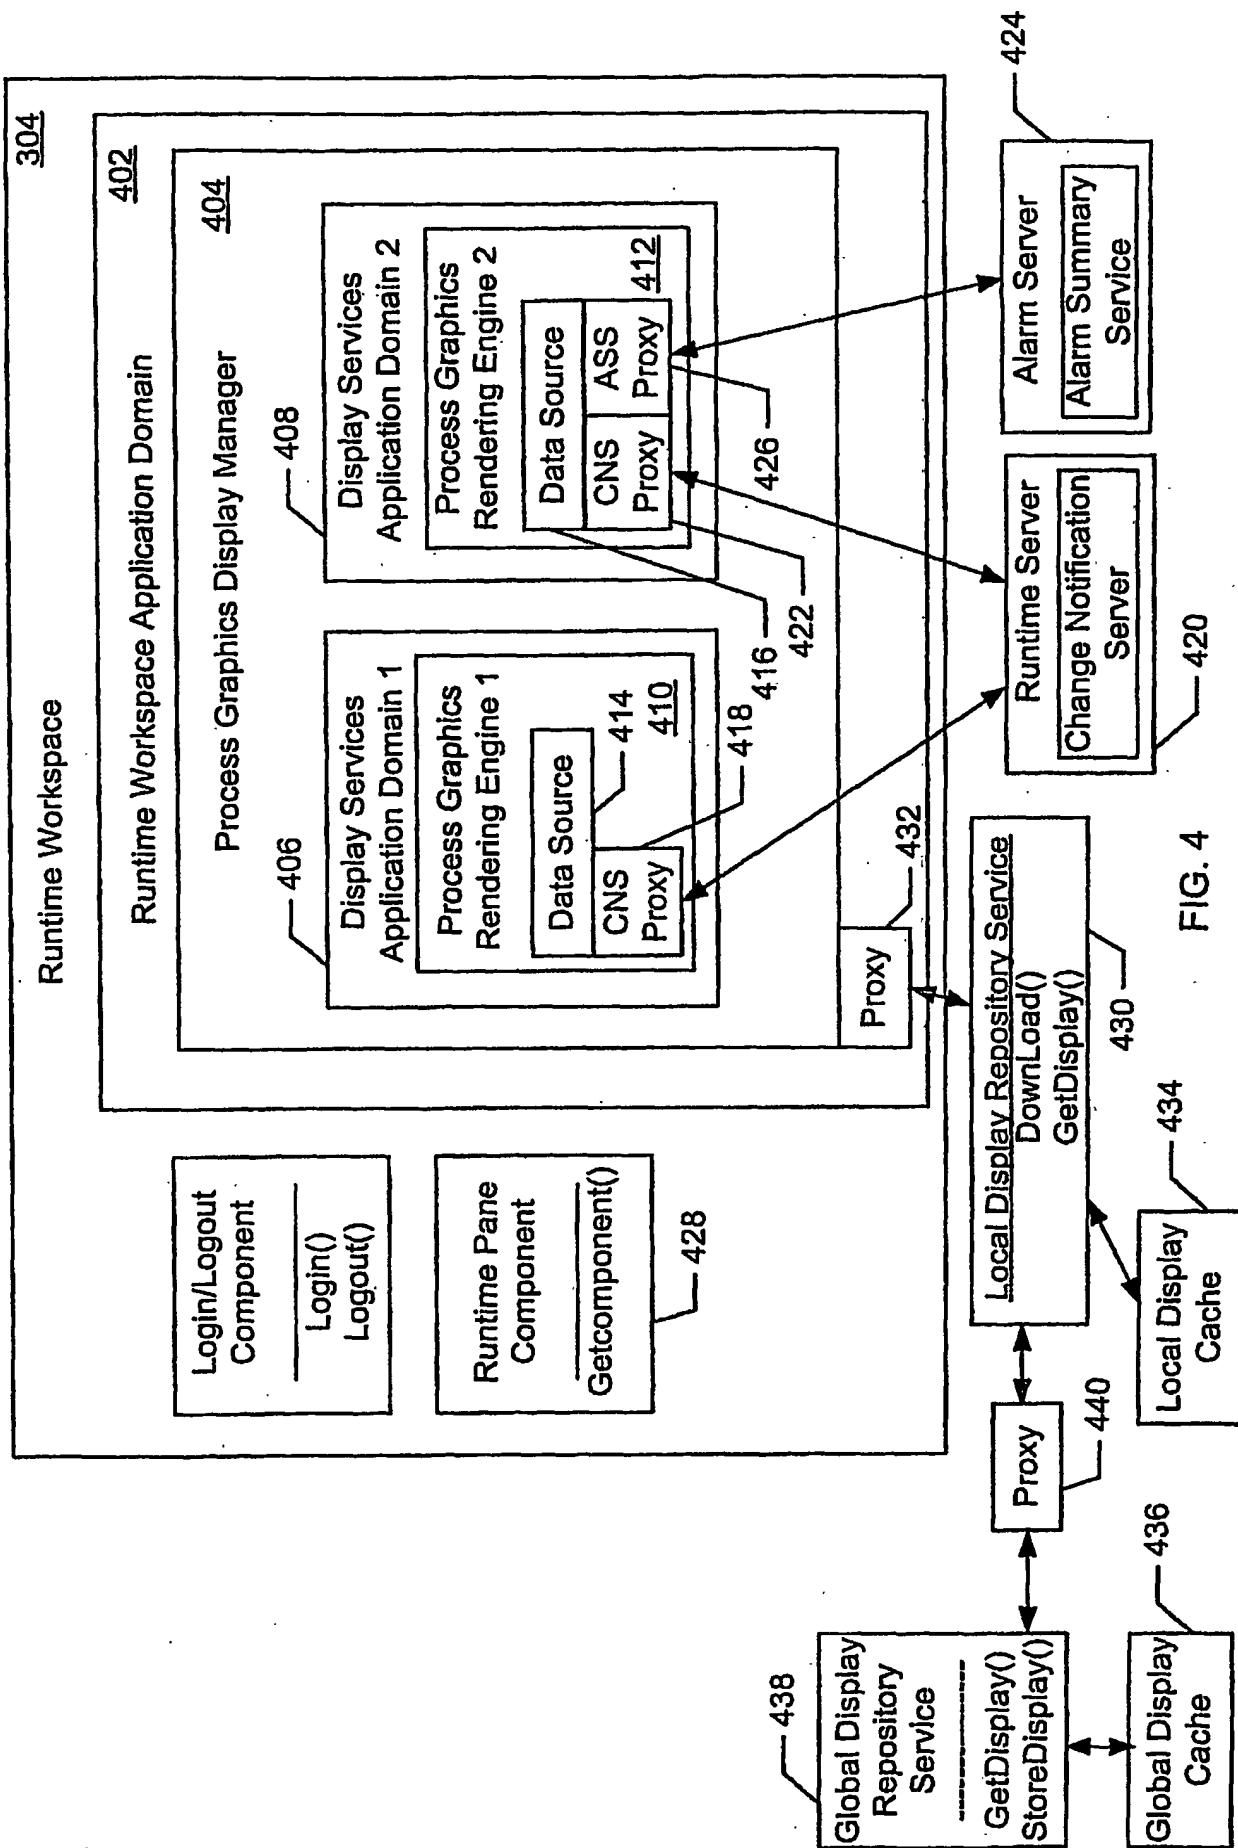 Runtime Workspace
304
Runtime Workspace Application Domain
402
Process Graphics Display Manager
404
Login/Logout
Component
Login()
Logout()
Runtime Pane
Component
Getcomponent()
428
406
Display Services
Application Domain 1
Process Graphics
Rendering Engine 1
Data Source
CNS
Proxy
410
414
418
408
Display Services
Application Domain 2
Process Graphics
Rendering Engine 2
Data Source
CNS
Proxy
ASS
Proxy
412
416
422
426
Proxy
432
438
Global Display
Repository
Service
GetDisplay()
StoreDisplay()
Global Display
Cache
436
Proxy
440
Local Display Repository Service
DownLoad()
GetDisplay()
430
Local Display
Cache
434
Runtime Server
Change Notification
Server
420
Alarm Server
Alarm Summary
Service
424
FIG. 4